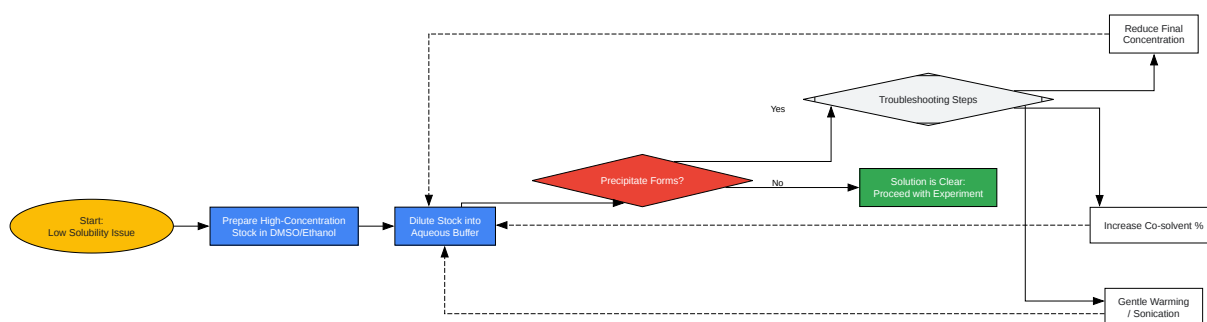 Start:
Low Solubility Issue
Prepare High-Concentration
Stock in DMSO/Ethanol
Dilute Stock into
Aqueous Buffer
Precipitate Forms?
Yes
No
Troubleshooting Steps
Solution is Clear:
Proceed with Experiment
Reduce Final
Concentration
Increase Co-solvent %
Gentle Warming
/ Sonication